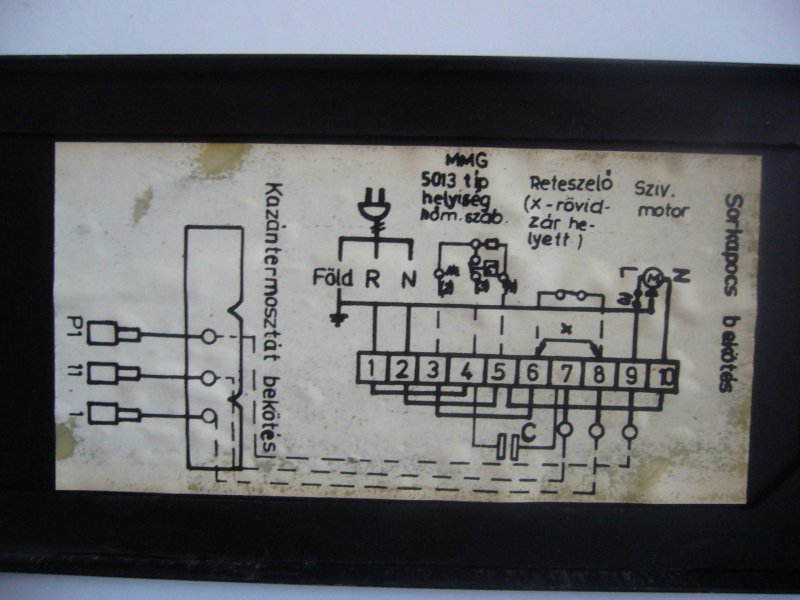 MMG
5013 tip
helyiség
hőm. szab.
Reteszelő
(x-rövid-
zár he-
lyett)
Sziv.
motor
Sorkapocs bekötés
Kazántermosztát bekötés
Föld R N
L M N
x
1 2 3 4 5 6 7 8 9 10
C
P1
11
1